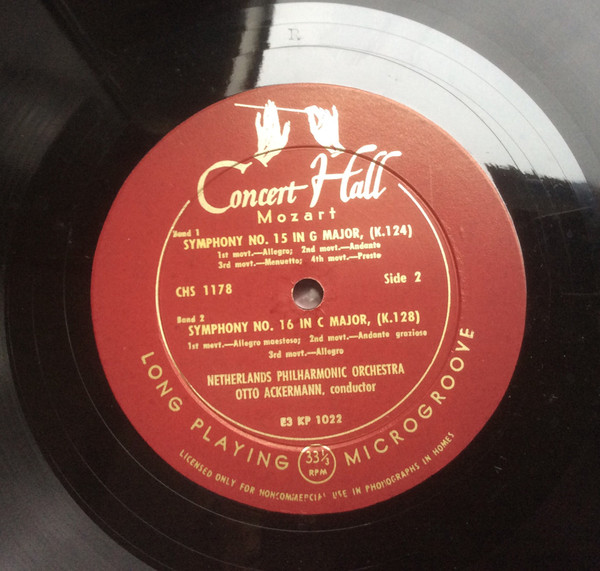 R
Concert Hall
Mozart
Band 1
SYMPHONY NO. 15 IN G MAJOR, (K.124)
1st movt.—Allegro; 2nd movt.—Andante
3rd movt.—Menuetto; 4th movt.—Presto
CHS 1178 Side 2
Band 2
SYMPHONY NO. 16 IN C MAJOR, (K.128)
1st movt.—Allegro maestoso; 2nd movt.—Andante grazioso
3rd movt.—Allegro
NETHERLANDS PHILHARMONIC ORCHESTRA
OTTO ACKERMANN, conductor
E3 KP 1022
LONG PLAYING 33⅓ RPM MICROGROOVE
LICENSED ONLY FOR NONCOMMERCIAL USE IN PHONOGRAPHS IN HOMES